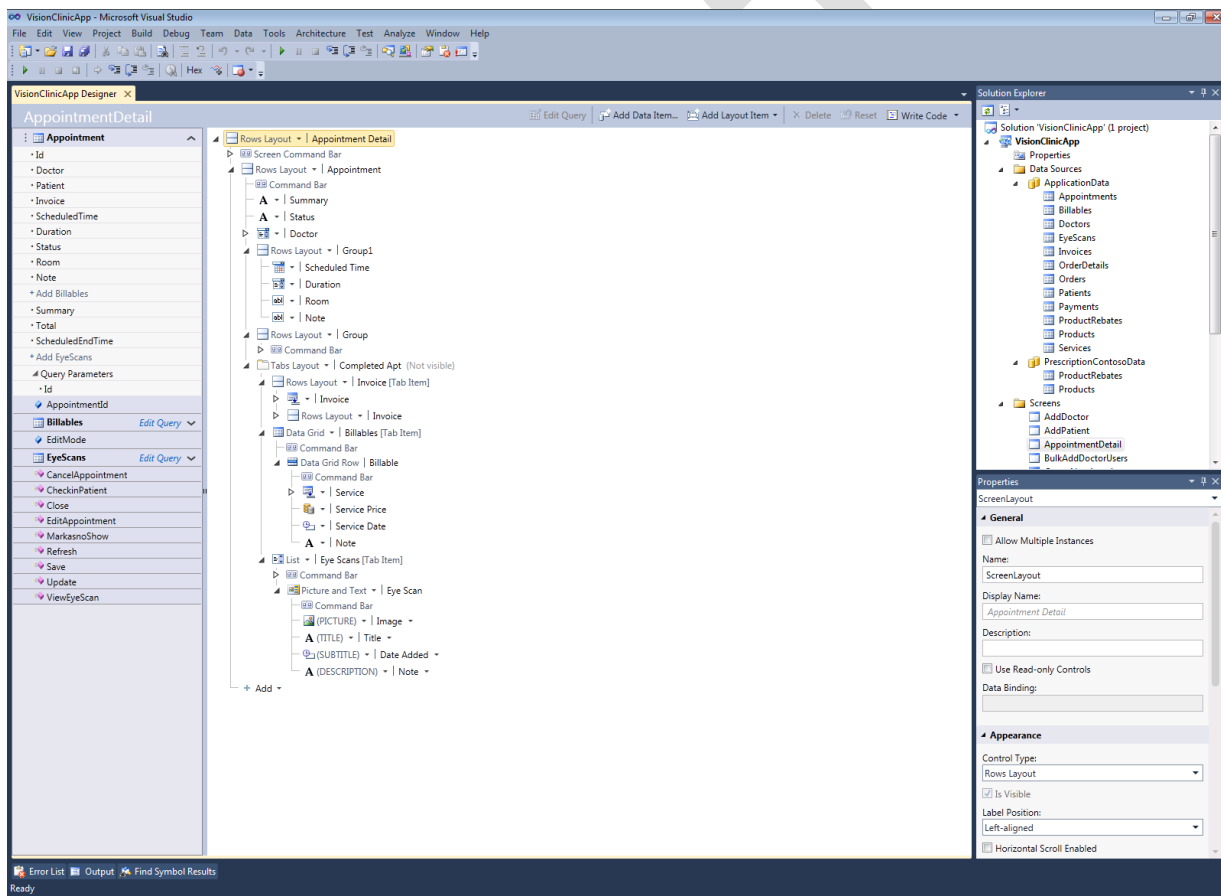 VisionClinicApp - Microsoft Visual Studio
File Edit View Project Build Debug Team Data Tools Architecture Test Analyze Window Help
Hex
VisionClinicApp Designer
AppointmentDetail
Edit Query Add Data Item... Add Layout Item Delete Reset Write Code
Appointment
Id
Doctor
Patient
Invoice
ScheduledTime
Duration
Status
Room
Note
+ Add Billables
Summary
Total
ScheduledEndTime
+ Add EyeScans
Query Parameters
Id
AppointmentId
Billables Edit Query
EditMode
EyeScans Edit Query
CancelAppointment
CheckinPatient
Close
EditAppointment
MarkasnoShow
Refresh
Save
Update
ViewEyeScan
Rows Layout | Appointment Detail
Screen Command Bar
Rows Layout | Appointment
Command Bar
A | Summary
A | Status
| Doctor
Rows Layout | Group1
| Scheduled Time
| Duration
abl | Room
abl | Note
Rows Layout | Group
Command Bar
Tabs Layout | Completed Apt (Not visible)
Rows Layout | Invoice [Tab Item]
| Invoice
Rows Layout | Invoice
Data Grid | Billables [Tab Item]
Command Bar
Data Grid Row | Billable
Command Bar
| Service
| Service Price
| Service Date
A | Note
List | Eye Scans [Tab Item]
Command Bar
Picture and Text | Eye Scan
Command Bar
(PICTURE) | Image
A (TITLE) | Title
(SUBTITLE) | Date Added
A (DESCRIPTION) | Note
+ Add
Solution Explorer
Solution 'VisionClinicApp' (1 project)
VisionClinicApp
Properties
Data Sources
ApplicationData
Appointments
Billables
Doctors
EyeScans
Invoices
OrderDetails
Orders
Patients
Payments
ProductRebates
Products
Services
PrescriptionContosoData
ProductRebates
Products
Screens
AddDoctor
AddPatient
AppointmentDetail
BulkAddDoctorUsers
Properties
ScreenLayout
General
Allow Multiple Instances
Name:
ScreenLayout
Display Name:
Appointment Detail
Description:
Use Read-only Controls
Data Binding:
Appearance
Control Type:
Rows Layout
Is Visible
Label Position:
Left-aligned
Horizontal Scroll Enabled
Error List Output Find Symbol Results
Ready